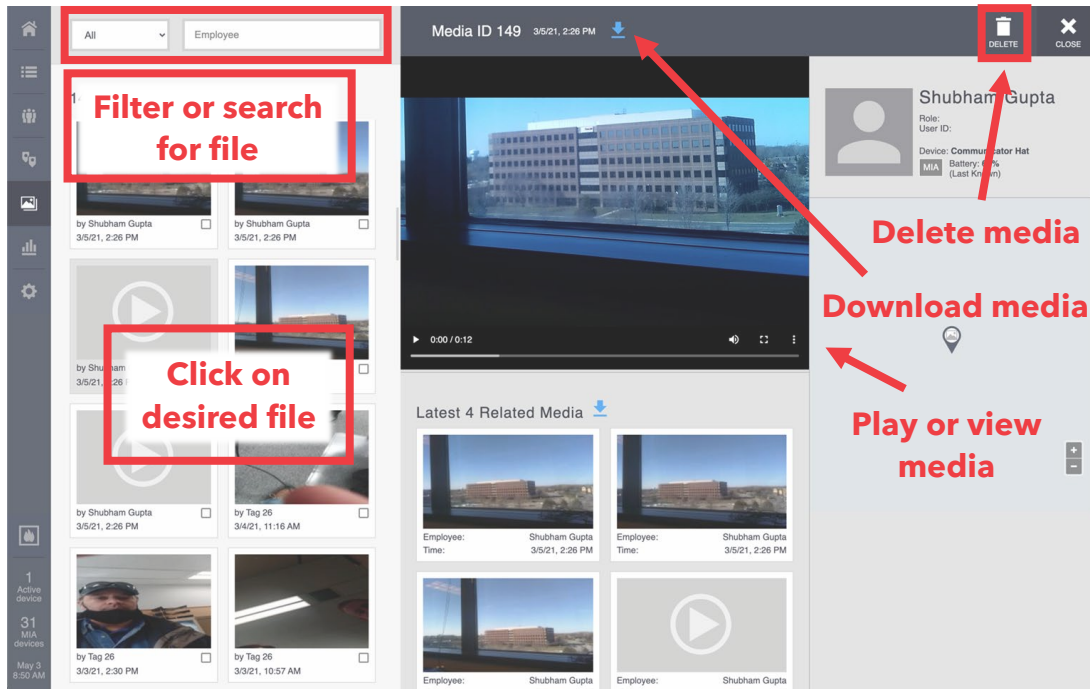 All
Employee
Media ID 149 3/5/21, 2:26 PM
DELETE
CLOSE
Filter or search
for file
by Shubham Gupta
3/5/21, 2:26 PM
by Shubham Gupta
3/5/21, 2:26 PM
Click on
desired file
by Shubham Gupta
3/5/21, 2:26 PM
by Tag 26
3/4/21, 11:16 AM
by Tag 26
3/3/21, 2:30 PM
by Tag 26
3/3/21, 10:57 AM
1
Active
device
31
MIA
devices
May 3
8:50 AM
0:00 / 0:12
Latest 4 Related Media
Employee: Shubham Gupta
Time: 3/5/21, 2:26 PM
Employee: Shubham Gupta
Time: 3/5/21, 2:26 PM
Employee: Shubham Gupta
Employee: Shubham Gupta
Shubham Gupta
Role:
User ID:
Device: Communicator Hat
MIA
Battery:
(Last Known)
Delete media
Download media
Play or view
media
+
-